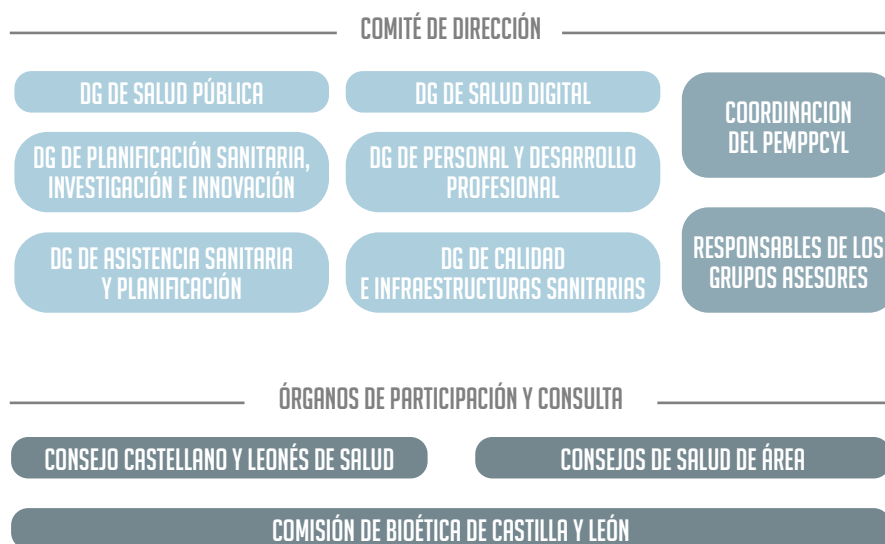 COMITÉ DE DIRECCIÓN
DG DE SALUD PÚBLICA
DG DE SALUD DIGITAL
COORDINACION
DEL PEMPPCYL
DG DE PLANIFICACIÓN SANITARIA,
INVESTIGACIÓN E INNOVACIÓN
DG DE PERSONAL Y DESARROLLO
PROFESIONAL
DG DE ASISTENCIA SANITARIA
Y PLANIFICACIÓN
DG DE CALIDAD
E INFRAESTRUCTURAS SANITARIAS
RESPONSABLES DE LOS
GRUPOS ASESORES
ÓRGANOS DE PARTICIPACIÓN Y CONSULTA
CONSEJO CASTELLANO Y LEONÉS DE SALUD
CONSEJOS DE SALUD DE ÁREA
COMISIÓN DE BIOÉTICA DE CASTILLA Y LEÓN